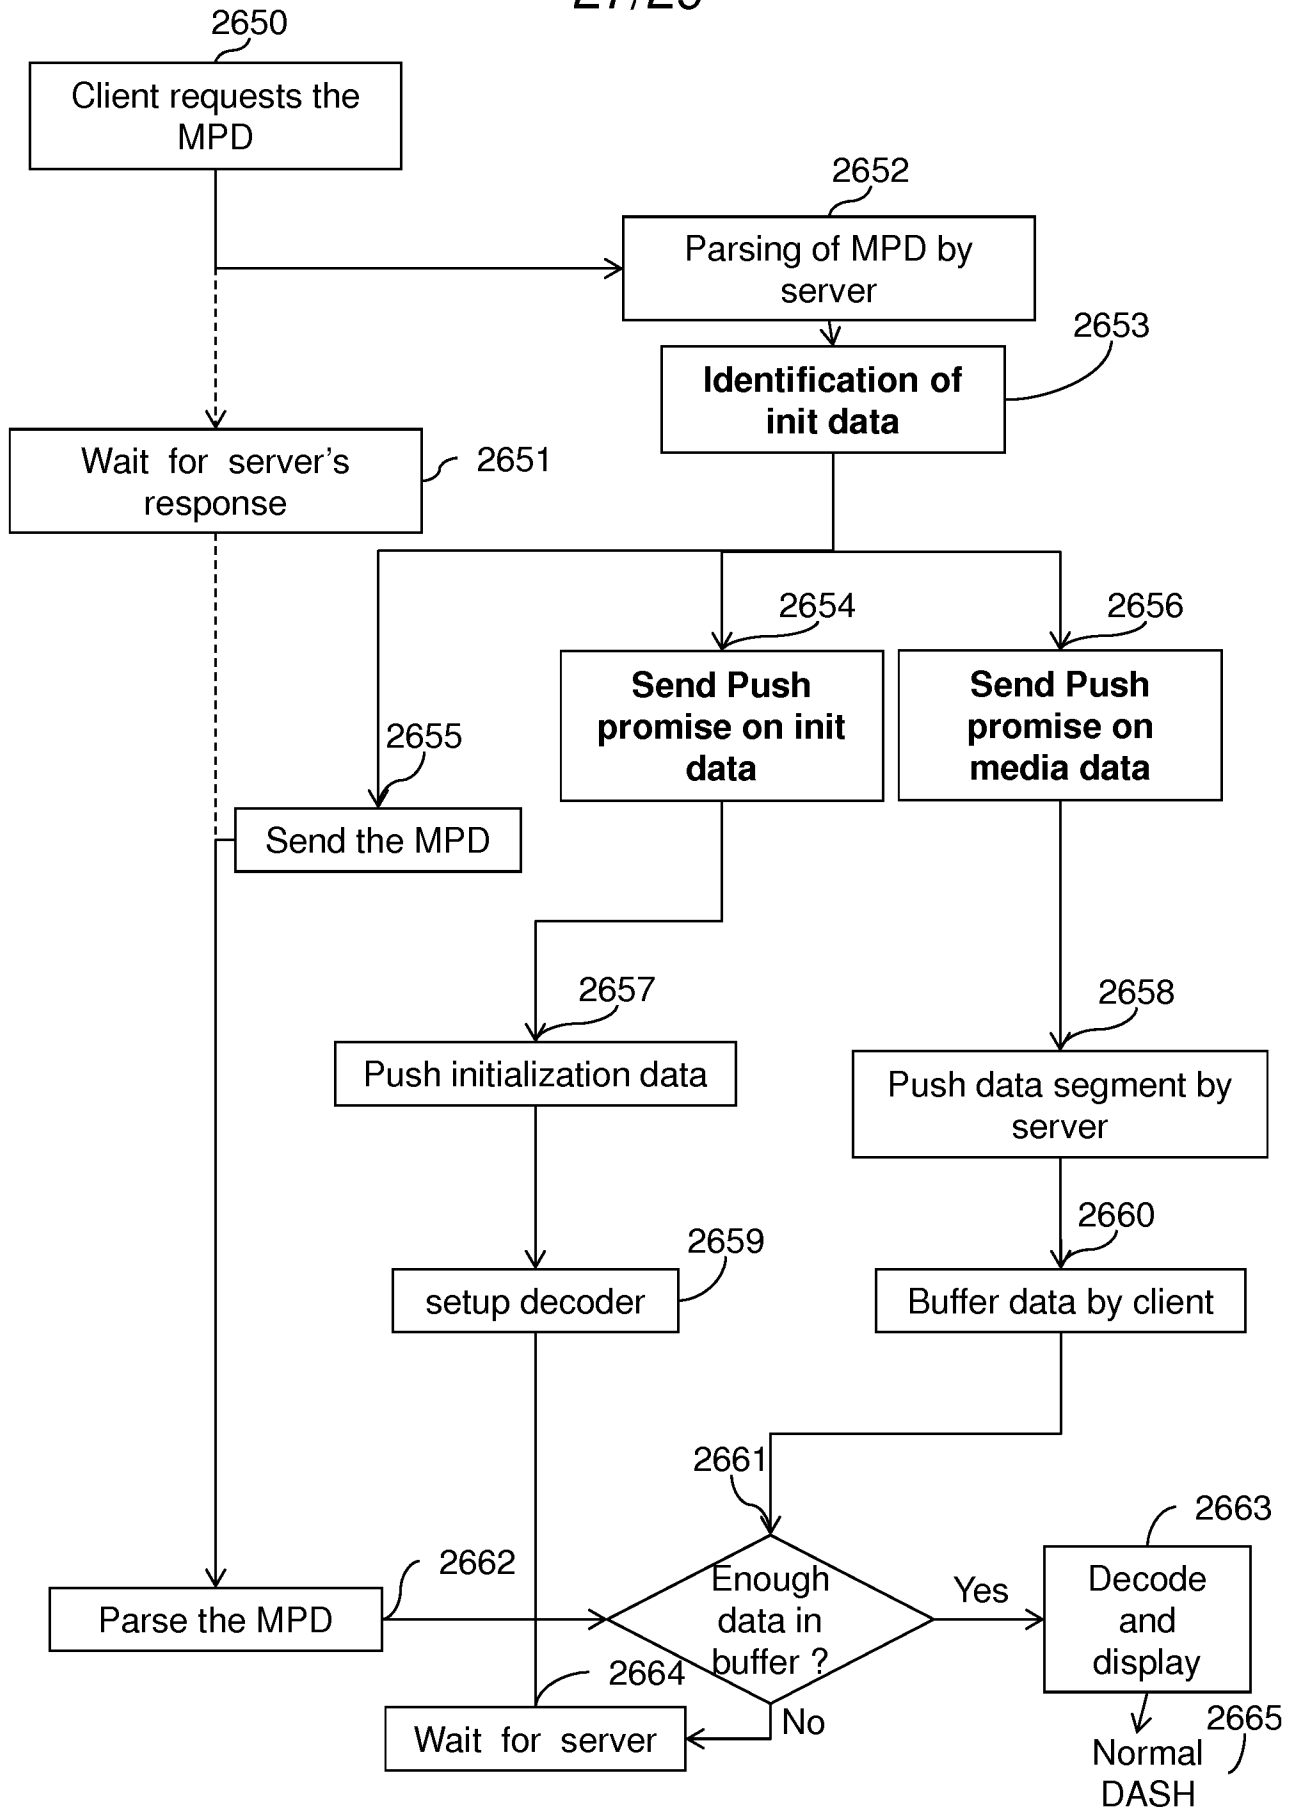 2650
Client requests the
MPD
2652
Parsing of MPD by
server
2653
Identification of
init data
Wait for server's
response
2651
2654
2656
Send Push
promise on init
data
Send Push
promise on
media data
2655
Send the MPD
2657
Push initialization data
2658
Push data segment by
server
2659
setup decoder
2660
Buffer data by client
2661
2662
Parse the MPD
Enough
data in
buffer ?
Yes
2663
Decode
and
display
2664
Wait for server
No
2665
Normal
DASH